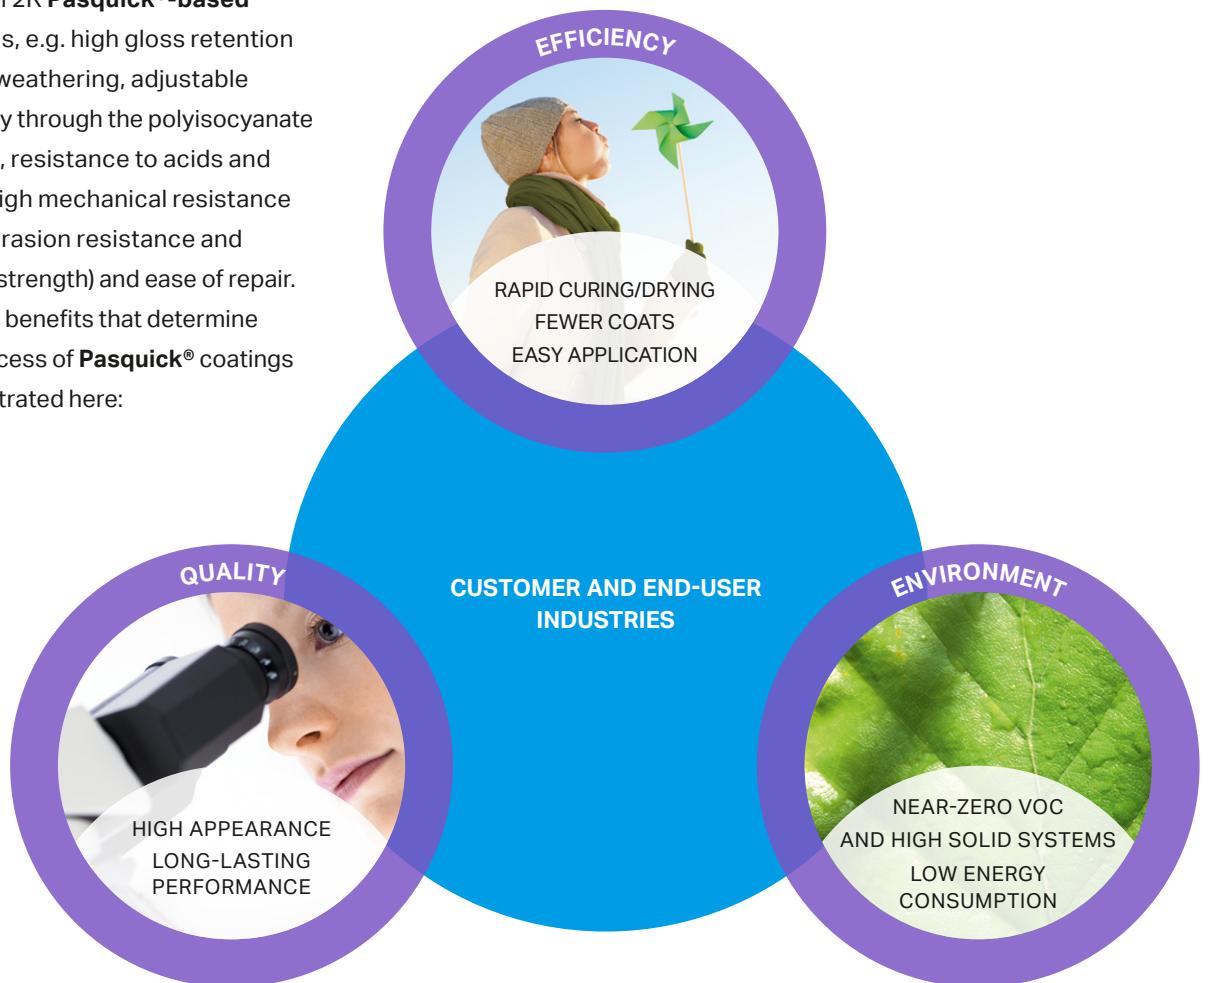 2K Pasquick®-based
s, e.g. high gloss retention
weathering, adjustable
y through the polyisocyanate
, resistance to acids and
igh mechanical resistance
rasion resistance and
strength) and ease of repair.
benefits that determine
cess of Pasquick® coatings
trated here:
EFFICIENCY
RAPID CURING/DRYING
FEWER COATS
EASY APPLICATION
CUSTOMER AND END-USER
INDUSTRIES
QUALITY
HIGH APPEARANCE
LONG-LASTING
PERFORMANCE
ENVIRONMENT
NEAR-ZERO VOC
AND HIGH SOLID SYSTEMS
LOW ENERGY
CONSUMPTION